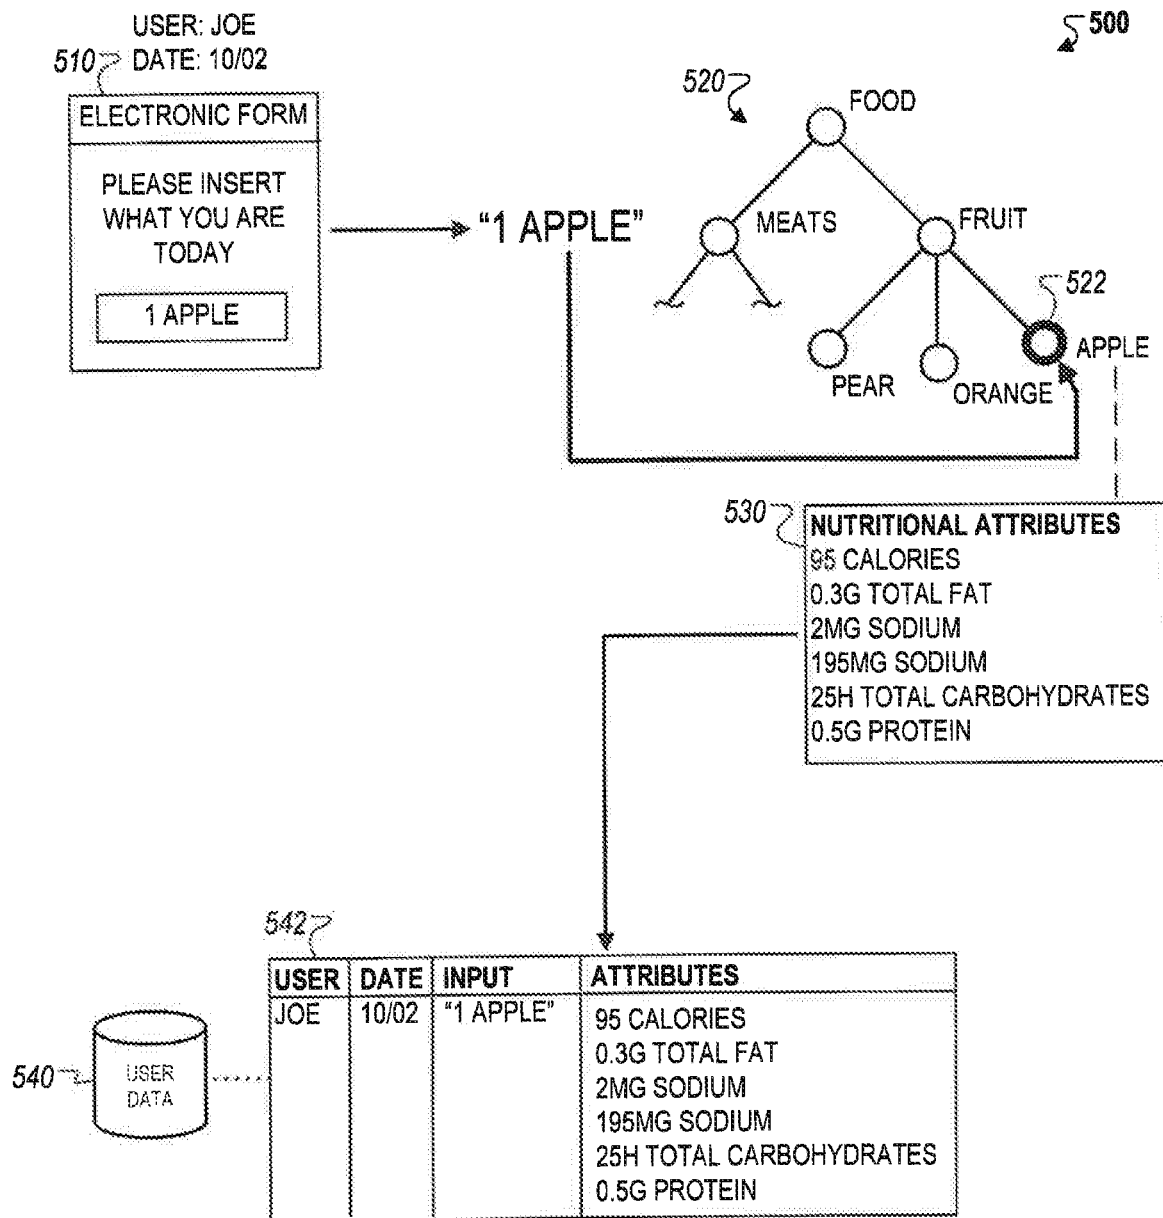 USER: JOE
DATE: 10/02
510
ELECTRONIC FORM
PLEASE INSERT
WHAT YOU ARE
TODAY
1 APPLE
"1 APPLE"
500
520
FOOD
MEATS
FRUIT
522
APPLE
PEAR
ORANGE
530
NUTRITIONAL ATTRIBUTES
95 CALORIES
0.3G TOTAL FAT
2MG SODIUM
195MG SODIUM
25H TOTAL CARBOHYDRATES
0.5G PROTEIN
542
USER DATE INPUT ATTRIBUTES
JOE 10/02 "1 APPLE" 95 CALORIES
0.3G TOTAL FAT
2MG SODIUM
195MG SODIUM
25H TOTAL CARBOHYDRATES
0.5G PROTEIN
540
USER
DATA